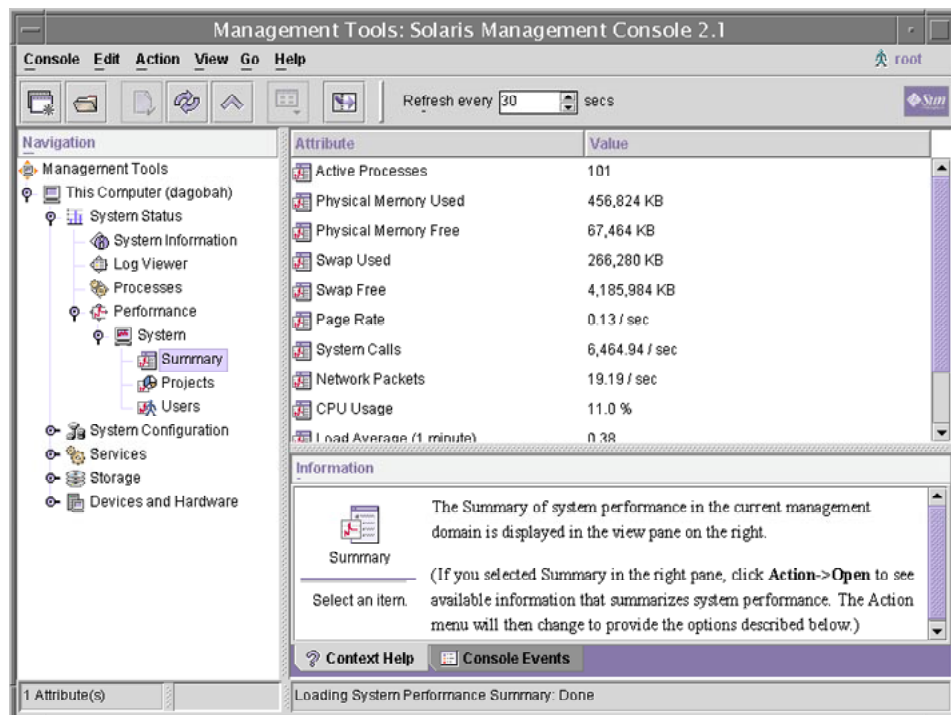 Management Tools: Solaris Management Console 2.1
Console Edit Action View Go Help
root
Refresh every 30 secs
Sun
Navigation
Management Tools
This Computer (dagobah)
System Status
System Information
Log Viewer
Processes
Performance
System
Summary
Projects
Users
System Configuration
Services
Storage
Devices and Hardware
Attribute Value
Active Processes 101
Physical Memory Used 456,824 KB
Physical Memory Free 67,464 KB
Swap Used 266,280 KB
Swap Free 4,185,984 KB
Page Rate 0.13 / sec
System Calls 6,464.94 / sec
Network Packets 19.19 / sec
CPU Usage 11.0 %
Load Average (1 minute) 0.38
Information
Summary
Select an item.
The Summary of system performance in the current management
domain is displayed in the view pane on the right.
(If you selected Summary in the right pane, click Action->Open to see
available information that summarizes system performance. The Action
menu will then change to provide the options described below.)
Context Help Console Events
1 Attribute(s)
Loading System Performance Summary: Done